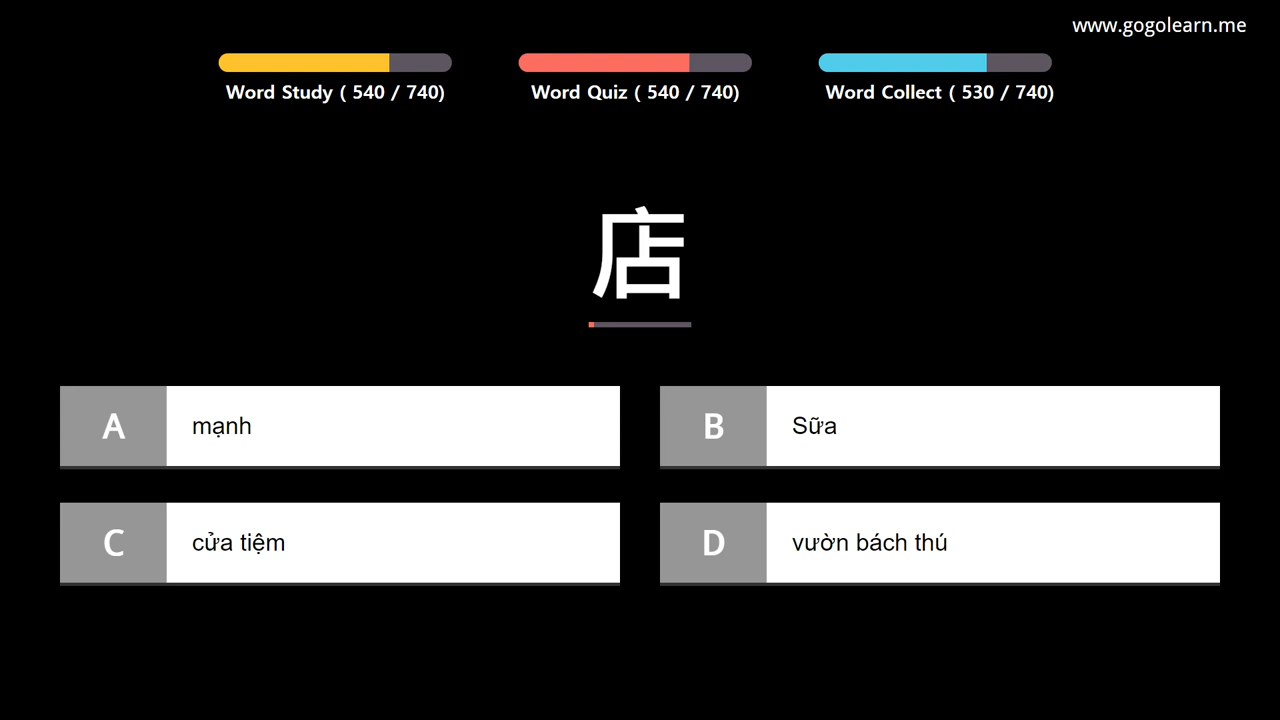 www.gogolearn.me
Word Study ( 540 / 740)
Word Quiz ( 540 / 740)
Word Collect ( 530 / 740)
店
A
mạnh
B
Sữa
C
cửa tiệm
D
vườn bách thú